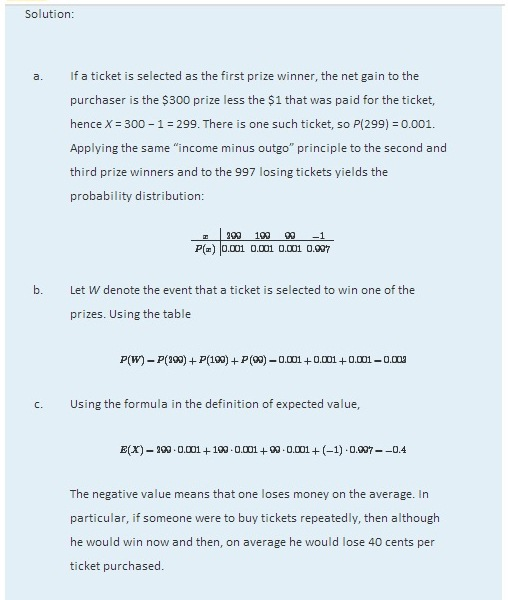 Solution:
a. If a ticket is selected as the first prize winner, the net gain to the
purchaser is the $300 prize less the $1 that was paid for the ticket,
hence X = 300 – 1 = 299. There is one such ticket, so P(299) = 0.001.
Applying the same “income minus outgo” principle to the second and
third prize winners and to the 997 losing tickets yields the
probability distribution:
x 299 199 99 −1
P(x) 0.001 0.001 0.001 0.997
b. Let W denote the event that a ticket is selected to win one of the
prizes. Using the table
P(W) = P(299) + P(199) + P(99) = 0.001 + 0.001 + 0.001 = 0.003
c. Using the formula in the definition of expected value,
E(X) = 299 · 0.001 + 199 · 0.001 + 99 · 0.001 + (−1) · 0.997 = −0.4
The negative value means that one loses money on the average. In
particular, if someone were to buy tickets repeatedly, then although
he would win now and then, on average he would lose 40 cents per
ticket purchased.